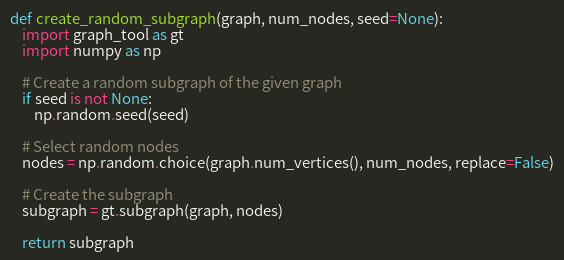 def create_random_subgraph(graph, num_nodes, seed=None):
    import graph_tool as gt
    import numpy as np
    # Create a random subgraph of the given graph
    if seed is not None:
        np.random.seed(seed)
    # Select random nodes
    nodes = np.random.choice(graph.num_vertices(), num_nodes, replace=False)
    # Create the subgraph
    subgraph = gt.subgraph(graph, nodes)
    return subgraph